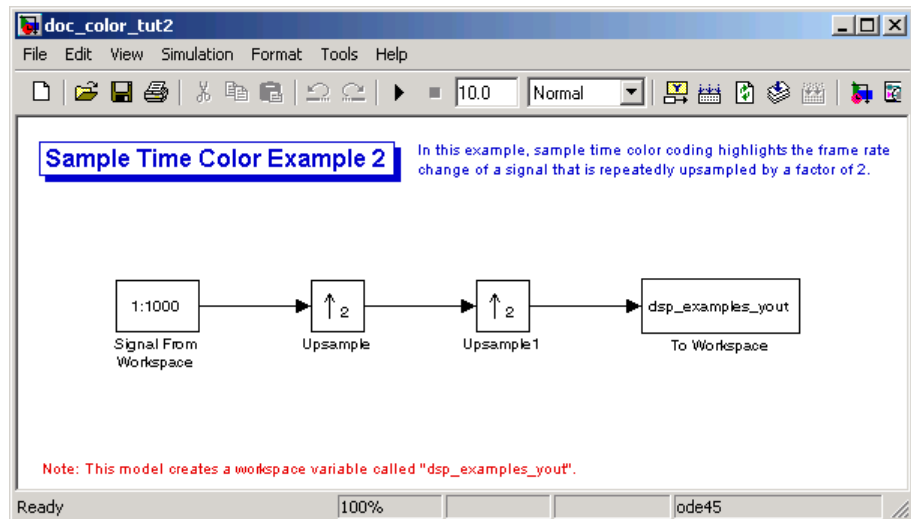 doc_color_tut2
File Edit View Simulation Format Tools Help
10.0 Normal
Sample Time Color Example 2
In this example, sample time color coding highlights the frame rate
change of a signal that is repeatedly upsampled by a factor of 2.
1:1000
↑2
↑2
dsp_examples_yout
Signal From
Workspace
Upsample
Upsample1
To Workspace
Note: This model creates a workspace variable called "dsp_examples_yout".
Ready 100% ode45